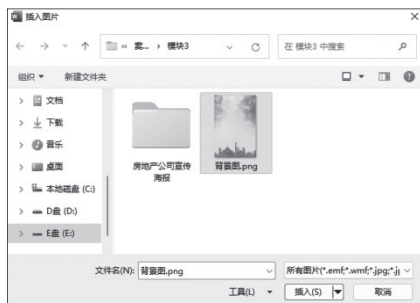 插入图片
« 案... › 模块3
在 模块3 中搜索
组织
新建文件夹
文档
下载
音乐
桌面
本地磁盘 (C:)
D盘 (D:)
E盘 (E:)
房地产公司宣传
海报
背景图.png
文件名(N): 背景图.png
所有图片(*.emf;*.wmf;*.jpg;*.j
工具(L)
插入(S)
取消